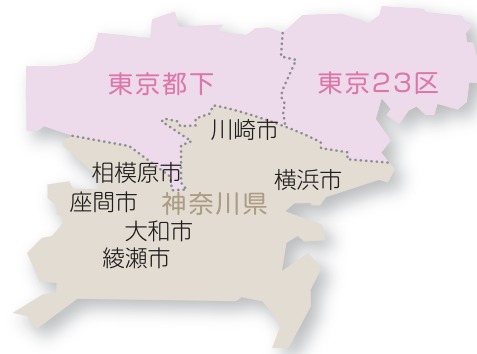 東京都下
東京23区
川崎市
相模原市
横浜市
座間市
神奈川県
大和市
綾瀬市